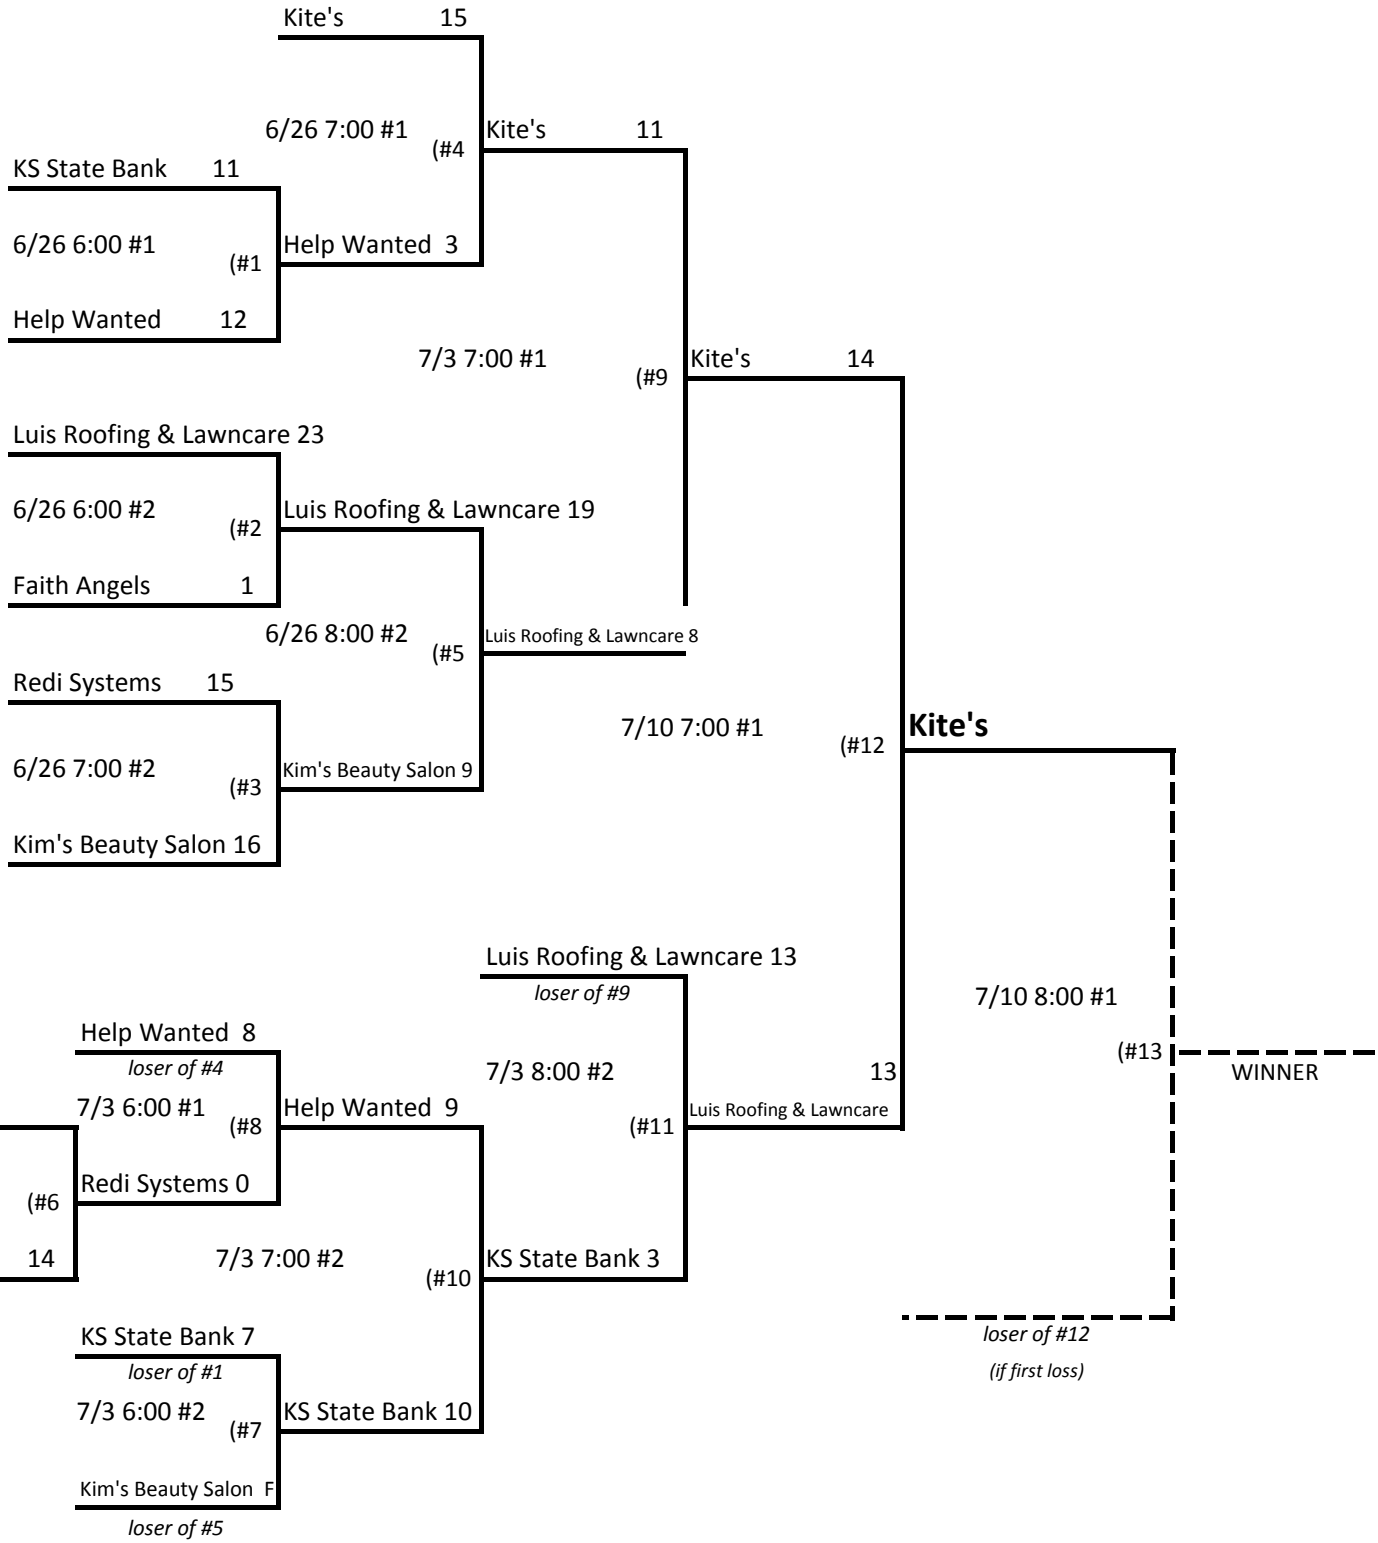 Kite's 15
6/26 7:00 #1
(#4
Kite's 11
KS State Bank 11
6/26 6:00 #1
(#1
Help Wanted 3
Help Wanted 12
7/3 7:00 #1
(#9
Kite's 14
Luis Roofing & Lawncare 23
6/26 6:00 #2
(#2
Luis Roofing & Lawncare 19
Faith Angels 1
6/26 8:00 #2
(#5
Luis Roofing & Lawncare 8
Redi Systems 15
7/10 7:00 #1
(#12
Kite's
6/26 7:00 #2
(#3
Kim's Beauty Salon 9
Kim's Beauty Salon 16
Luis Roofing & Lawncare 13
loser of #9
7/10 8:00 #1
Help Wanted 8
loser of #4
7/3 8:00 #2
13
(#13
WINNER
7/3 6:00 #1
(#8
Help Wanted 9
(#11
Luis Roofing & Lawncare
(#6
Redi Systems 0
14
7/3 7:00 #2
(#10
KS State Bank 3
KS State Bank 7
loser of #1
loser of #12
(if first loss)
7/3 6:00 #2
(#7
KS State Bank 10
Kim's Beauty Salon F
loser of #5